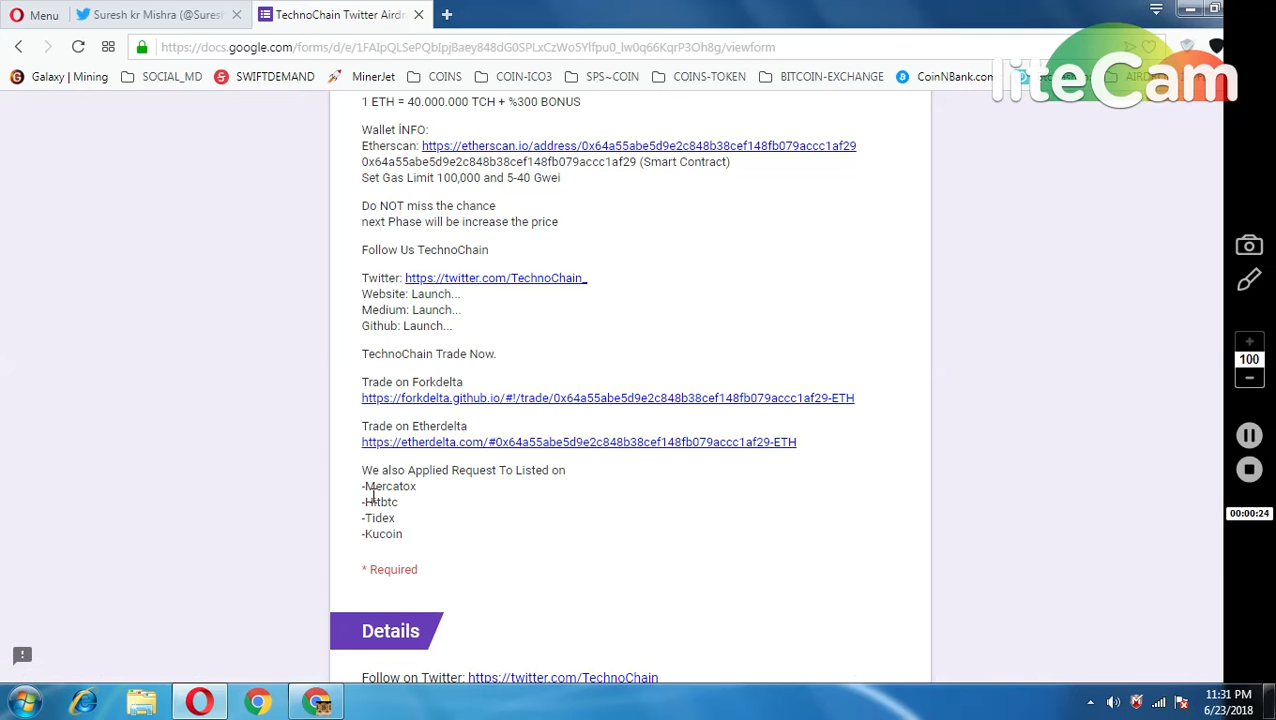 Menu
Suresh kr Mishra (@Suresh
TechnoChain Twitter Airdr
https://docs.google.com/forms/d/e/1FAIpQLSePQbIpjBaey848dG0SPLxCzWo5Ylfpu0_lw0q66KqrP3Oh8g/viewform
Galaxy | Mining
SOCIAL_MD
SWIFTDEMAND
MinerJet
COINS
COIN-ICO3
SPS~COIN
COINS-TOKEN
BITCOIN-EXCHANGE
CoinNBank.com
liteCam
1 ETH = 40.000.000 TCH + %300 BONUS
Wallet İNFO:
Etherscan: https://etherscan.io/address/0x64a55abe5d9e2c848b38cef148fb079accc1af29
0x64a55abe5d9e2c848b38cef148fb079accc1af29 (Smart Contract)
Set Gas Limit 100,000 and 5-40 Gwei
Do NOT miss the chance
next Phase will be increase the price
Follow Us TechnoChain
Twitter: https://twitter.com/TechnoChain_
Website: Launch...
Medium: Launch...
Github: Launch...
TechnoChain Trade Now.
Trade on Forkdelta
https://forkdelta.github.io/#!/trade/0x64a55abe5d9e2c848b38cef148fb079accc1af29-ETH
Trade on Etherdelta
https://etherdelta.com/#0x64a55abe5d9e2c848b38cef148fb079accc1af29-ETH
We also Applied Request To Listed on
-Mercatox
-Hitbtc
-Tidex
-Kucoin
* Required
Details
Follow on Twitter: https://twitter.com/TechnoChain
100
00:00:24
11:31 PM
6/23/2018